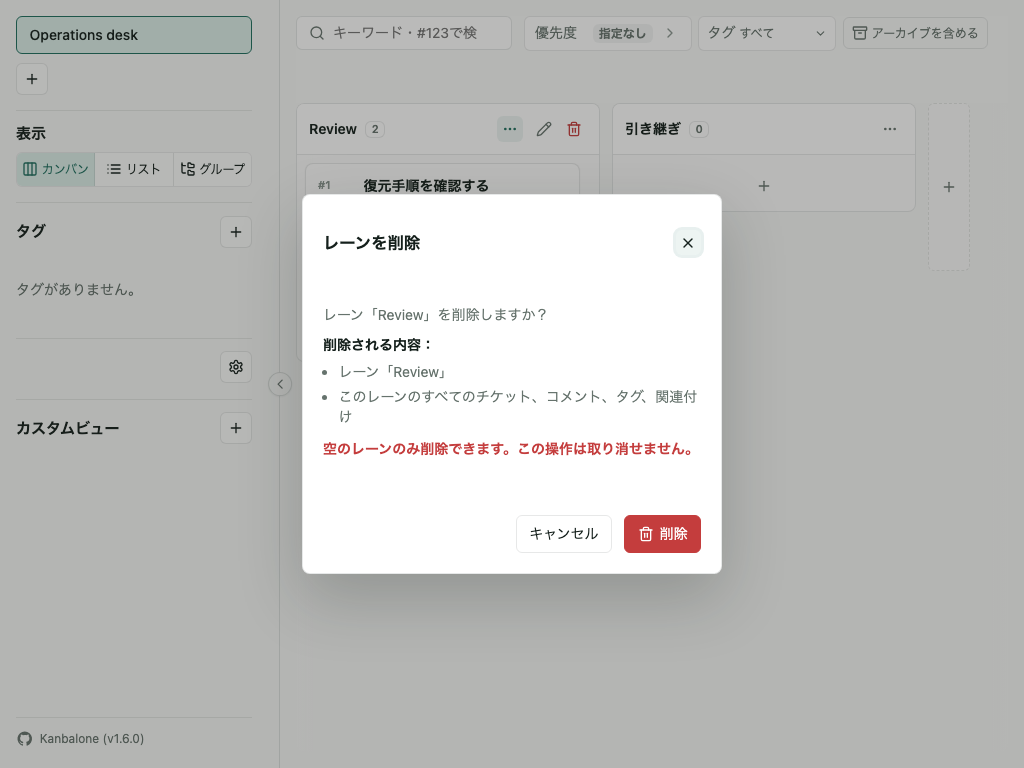 Operations desk
キーワード・#123で検
優先度 指定なし
タグ すべて
アーカイブを含める
表示
カンバン
リスト
グループ
タグ
タグがありません。
カスタムビュー
Kanbalone (v1.6.0)
Review 2
引き継ぎ 0
#1 復元手順を確認する
レーンを削除
レーン「Review」を削除しますか？
削除される内容：
レーン「Review」
このレーンのすべてのチケット、コメント、タグ、関連付
け
空のレーンのみ削除できます。この操作は取り消せません。
キャンセル
削除